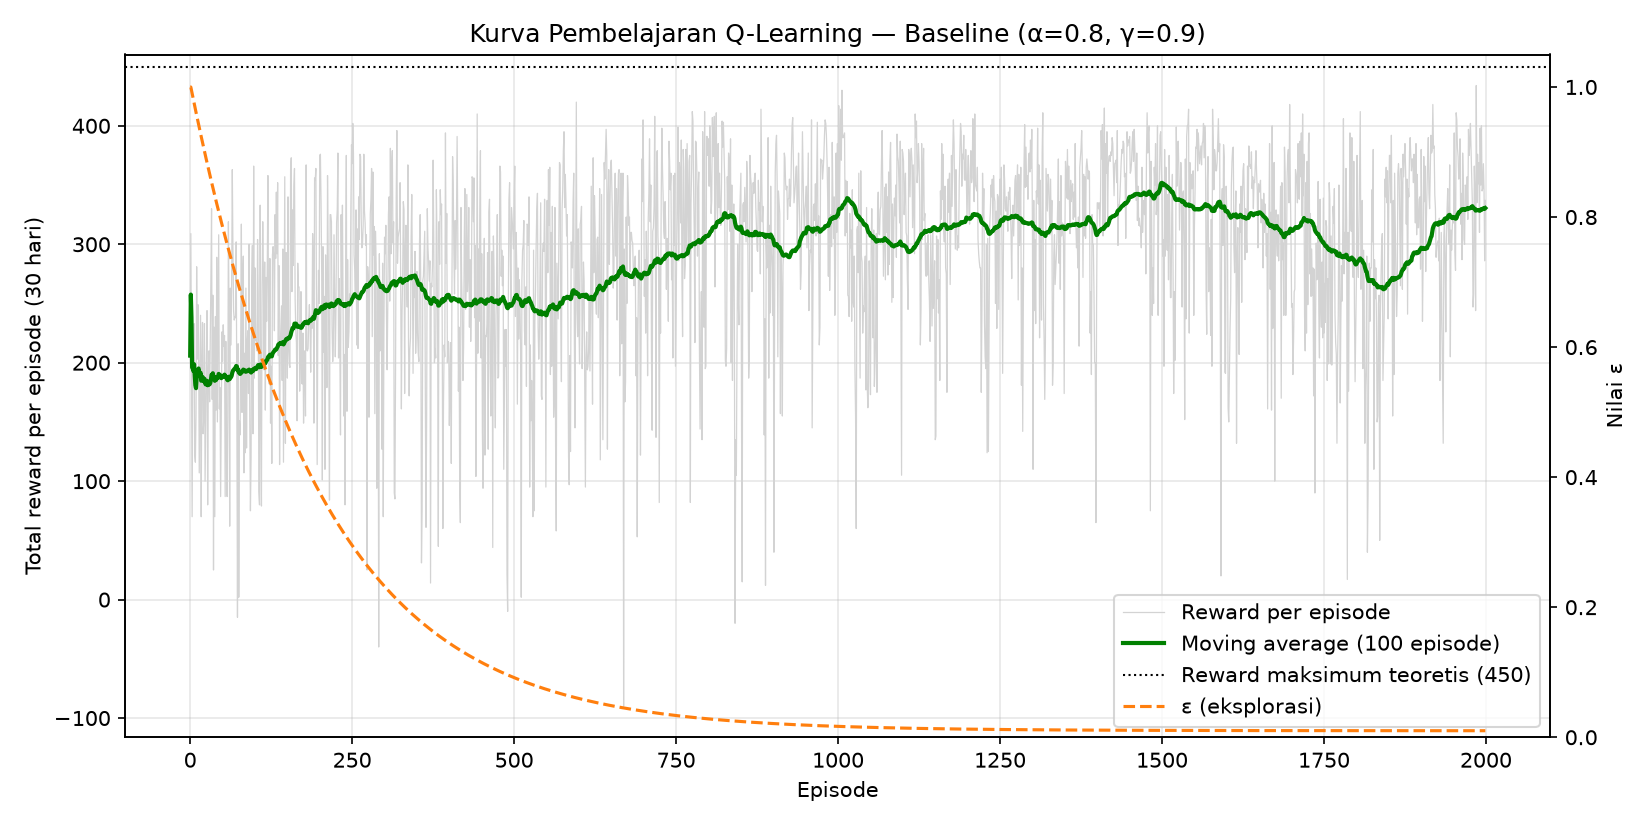 Kurva Pembelajaran Q-Learning — Baseline (α=0.8, γ=0.9)
Total reward per episode (30 hari)
400
300
200
100
0
−100
0
250
500
750
1000
1250
1500
1750
2000
Episode
1.0
0.8
0.6
0.4
0.2
0.0
Nilai ε
Reward per episode
Moving average (100 episode)
Reward maksimum teoretis (450)
ε (eksplorasi)